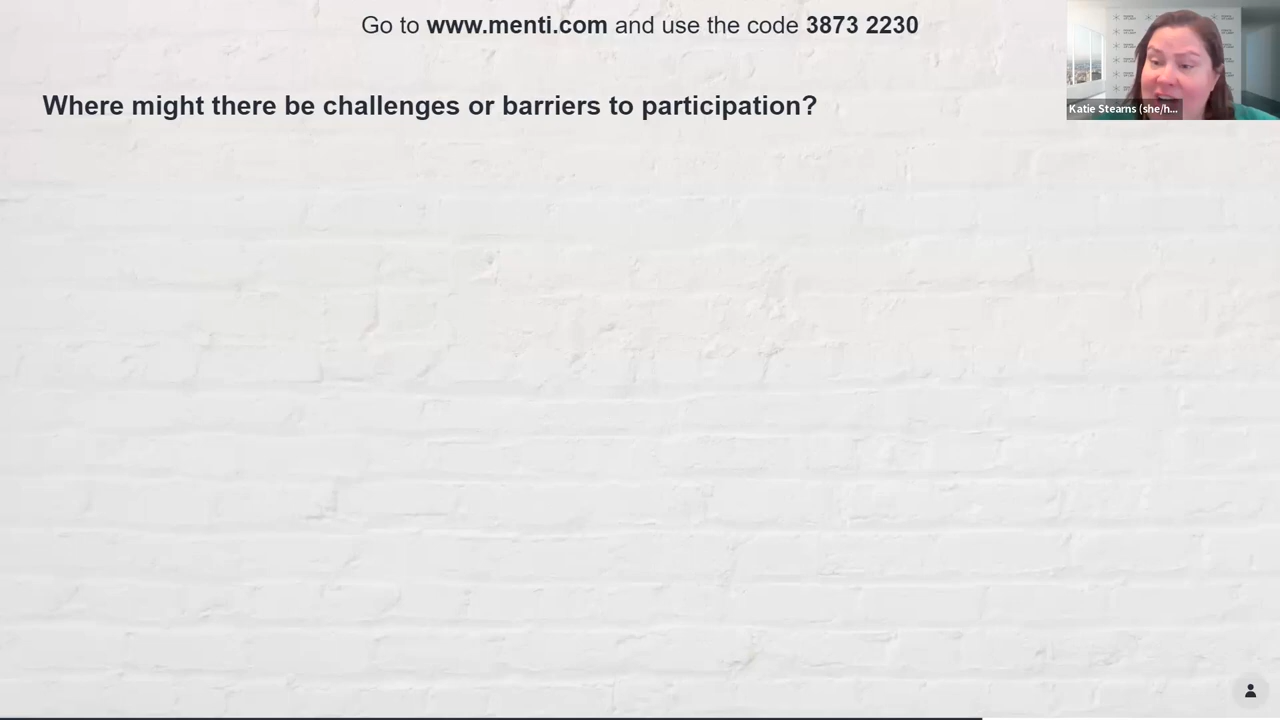 Go to www.menti.com and use the code 3873 2230
Where might there be challenges or barriers to participation?
Katie Stearns (she/h...